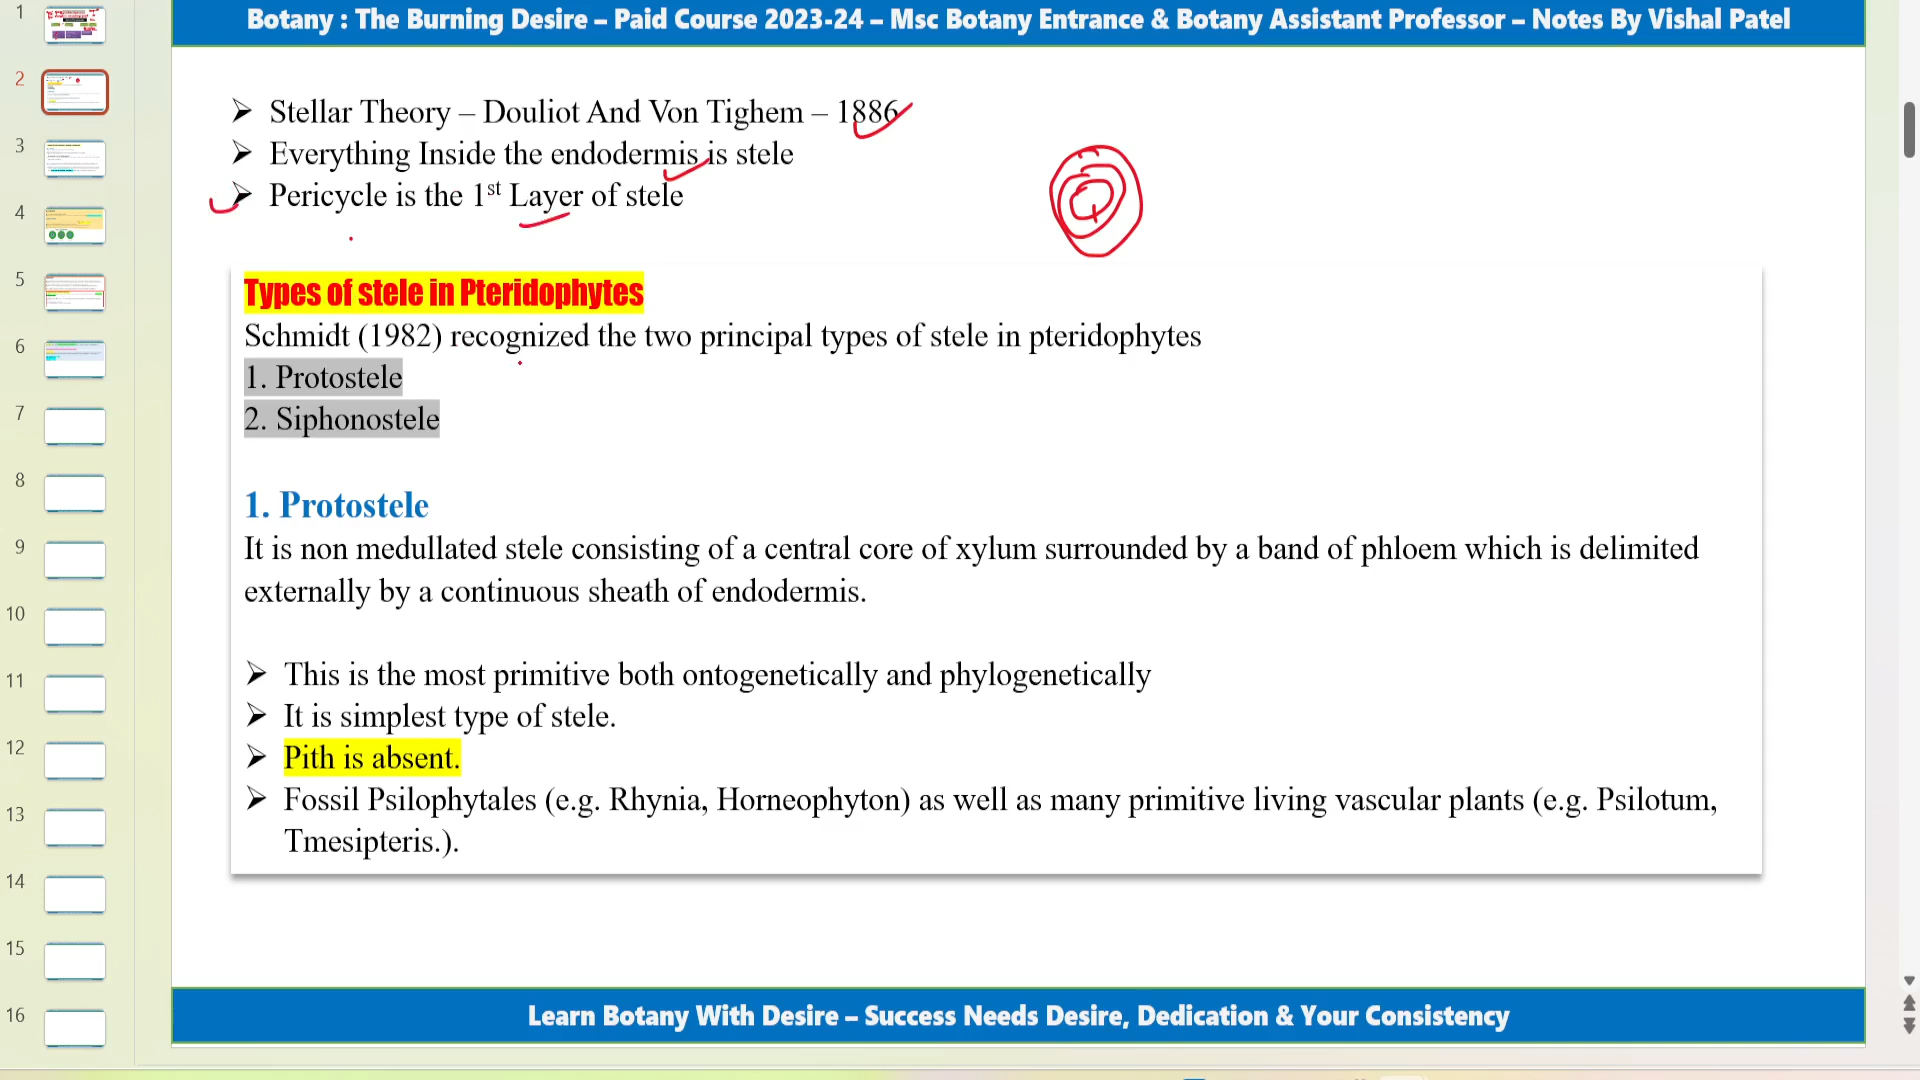 Botany : The Burning Desire – Paid Course 2023-24 – Msc Botany Entrance & Botany Assistant Professor – Notes By Vishal Patel
➢ Stellar Theory – Douliot And Von Tighem – 1886
➢ Everything Inside the endodermis is stele
➢ Pericycle is the 1st Layer of stele
Types of stele in Pteridophytes
Schmidt (1982) recognized the two principal types of stele in pteridophytes
1. Protostele
2. Siphonostele
1. Protostele
It is non medullated stele consisting of a central core of xylum surrounded by a band of phloem which is delimited
externally by a continuous sheath of endodermis.
➢ This is the most primitive both ontogenetically and phylogenetically
➢ It is simplest type of stele.
➢ Pith is absent.
➢ Fossil Psilophytales (e.g. Rhynia, Horneophyton) as well as many primitive living vascular plants (e.g. Psilotum,
Tmesipteris.).
Learn Botany With Desire – Success Needs Desire, Dedication & Your Consistency
1
2
3
4
5
6
7
8
9
10
11
12
13
14
15
16